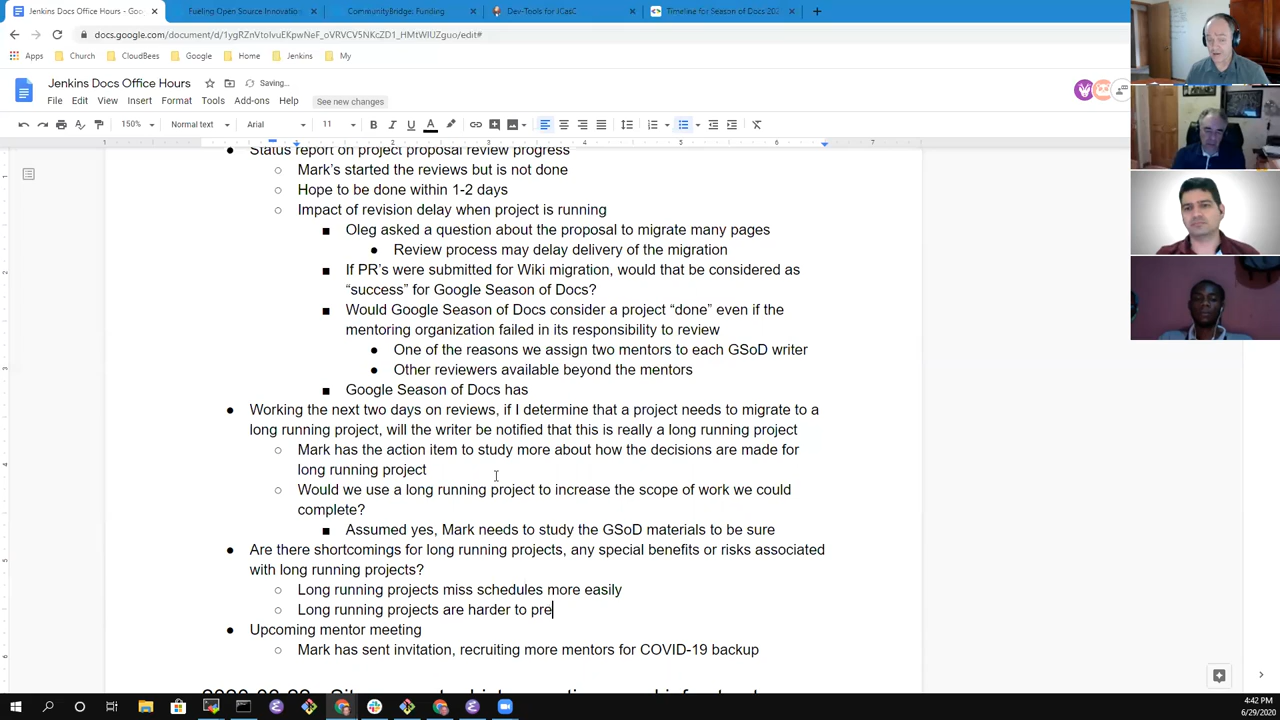 Jenkins Docs Office Hours - Goo
Fueling Open Source Innovation
CommunityBridge: Funding
Dev-Tools for JCasC
Timeline for Season of Docs 202
docs.google.com/document/d/
Apps
Church
CloudBees
Google
Home
Jenkins
My
Jenkins Docs Office Hours
Saving...
File Edit View Insert Format Tools Add-ons Help
See new changes
150% Normal text Arial 11 B I U A
1 2 3 4 5 6 7
Status report on project proposal review progress
Mark's started the reviews but is not done
Hope to be done within 1-2 days
Impact of revision delay when project is running
Oleg asked a question about the proposal to migrate many pages
Review process may delay delivery of the migration
If PR's were submitted for Wiki migration, would that be considered as
“success” for Google Season of Docs?
Would Google Season of Docs consider a project “done” even if the
mentoring organization failed in its responsibility to review
One of the reasons we assign two mentors to each GSoD writer
Other reviewers available beyond the mentors
Google Season of Docs has
Working the next two days on reviews, if I determine that a project needs to migrate to a
long running project, will the writer be notified that this is really a long running project
Mark has the action item to study more about how the decisions are made for
long running project
Would we use a long running project to increase the scope of work we could
complete?
Assumed yes, Mark needs to study the GSoD materials to be sure
Are there shortcomings for long running projects, any special benefits or risks associated
with long running projects?
Long running projects miss schedules more easily
Long running projects are harder to pre
Upcoming mentor meeting
Mark has sent invitation, recruiting more mentors for COVID-19 backup
4:42 PM
6/29/2020